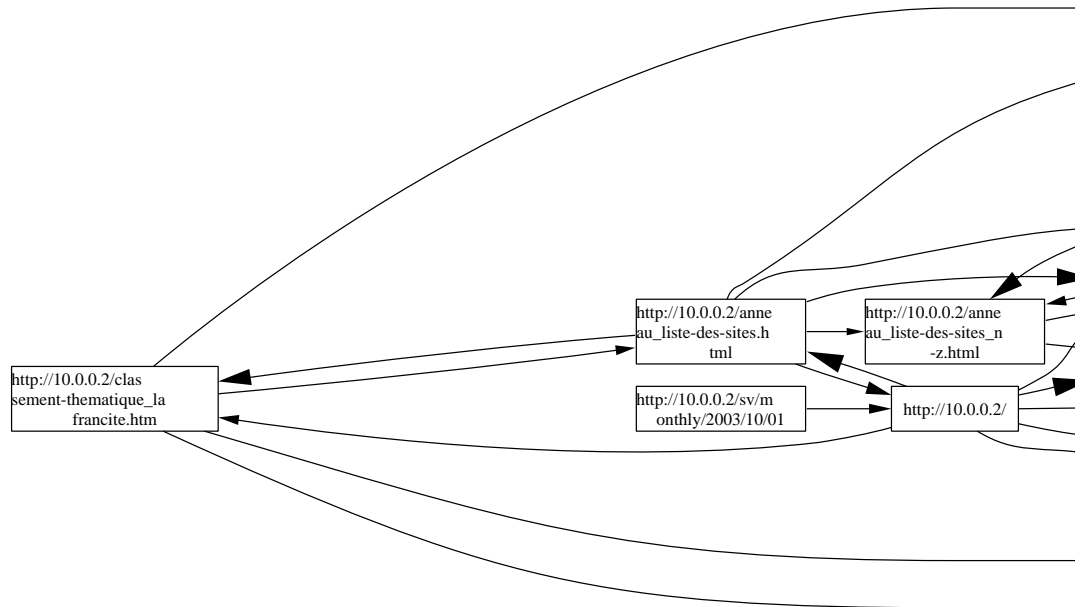 http://10.0.0.2/anne
au_liste-des-sites.h
tml
http://10.0.0.2/anne
au_liste-des-sites_n
-z.html
http://10.0.0.2/clas
sement-thematique_la
francite.htm
http://10.0.0.2/sv/m
onthly/2003/10/01
http://10.0.0.2/